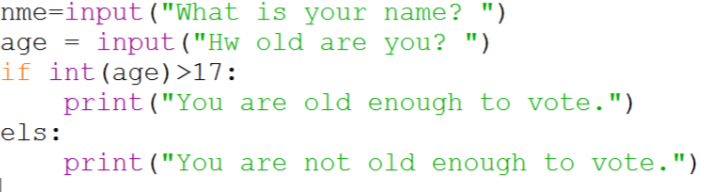 nme=input("What is your name? ")
age = input("Hw old are you? ")
if int(age)>17:
    print("You are old enough to vote.")
els:
    print("You are not old enough to vote.")